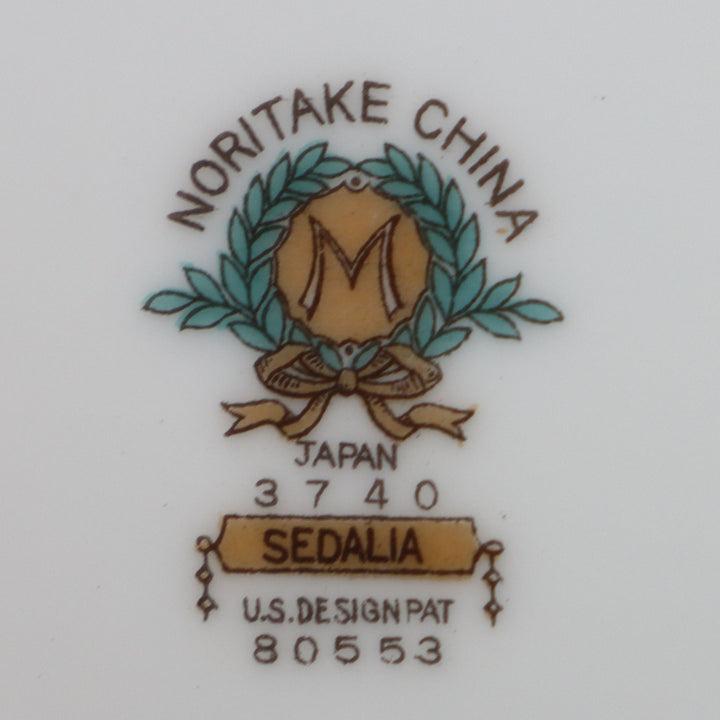 NORITAKE CHINA
M
JAPAN
3740
SEDALIA
U.S. DESIGN PAT
80553